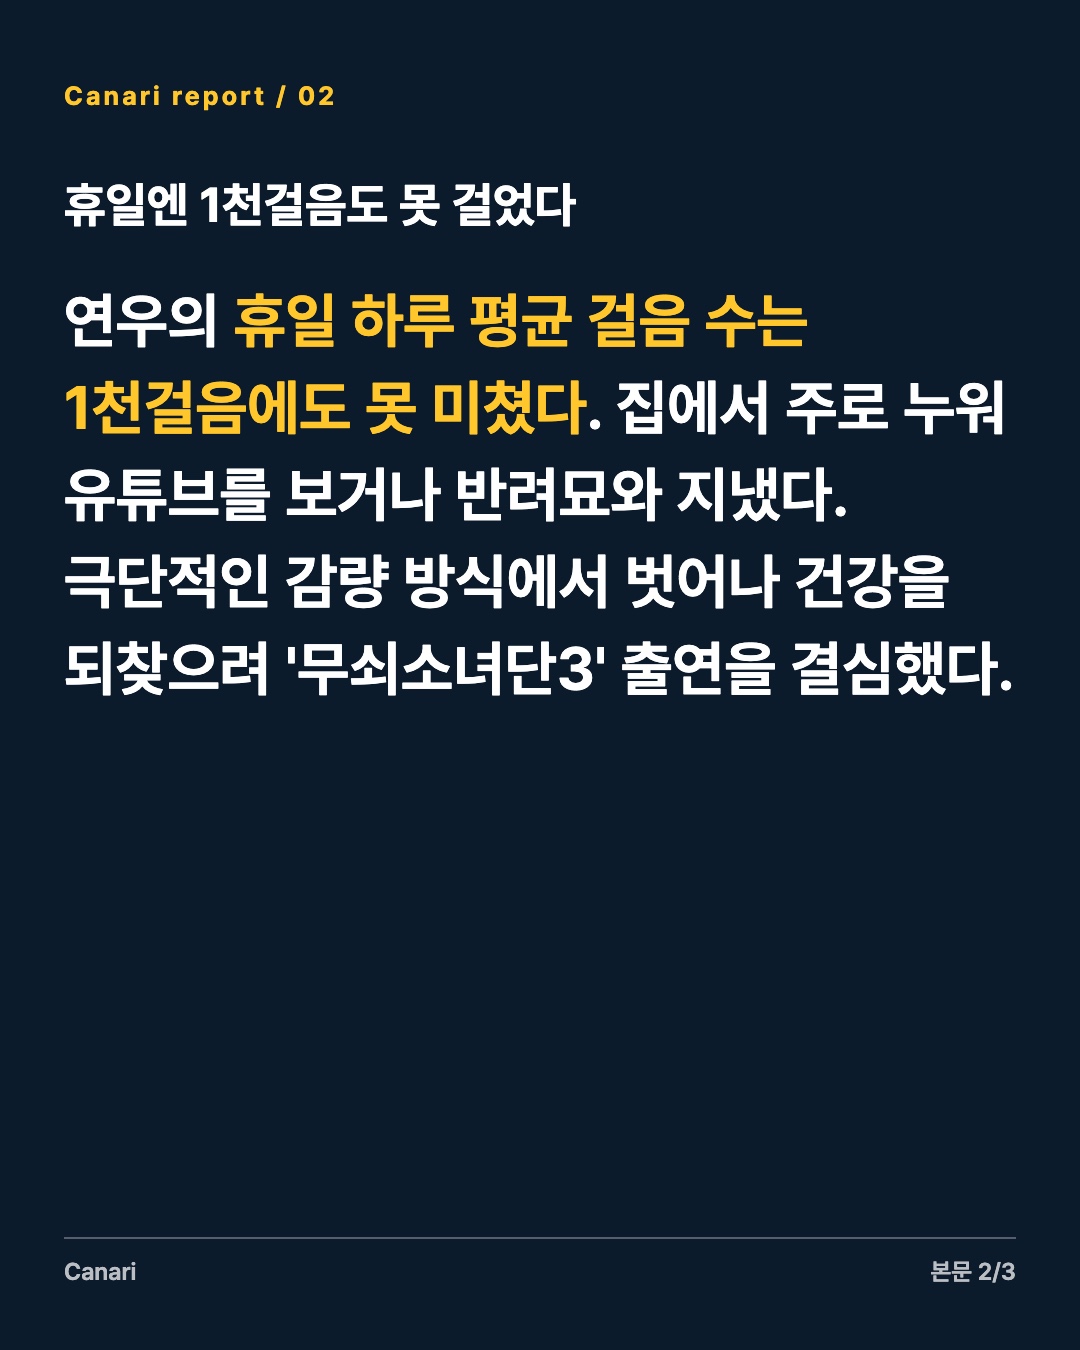 Canari report / 02
휴일엔 1천걸음도 못 걸었다
연우의 휴일 하루 평균 걸음 수는
1천걸음에도 못 미쳤다. 집에서 주로 누워
유튜브를 보거나 반려묘와 지냈다.
극단적인 감량 방식에서 벗어나 건강을
되찾으려 '무쇠소녀단3' 출연을 결심했다.
Canari
본문 2/3